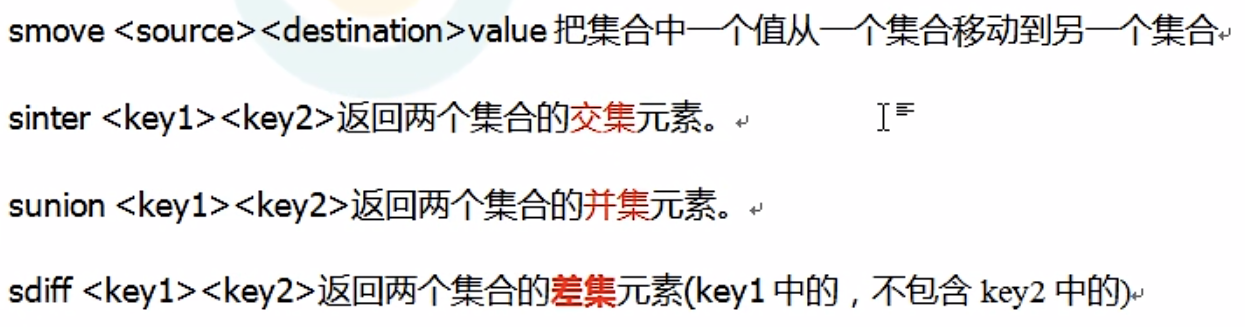 smove <source><destination>value 把集合中一个值从一个集合移动到另一个集合
sinter <key1><key2>返回两个集合的交集元素。
sunion <key1><key2>返回两个集合的并集元素。
sdiff <key1><key2>返回两个集合的差集元素(key1 中的，不包含 key2 中的)